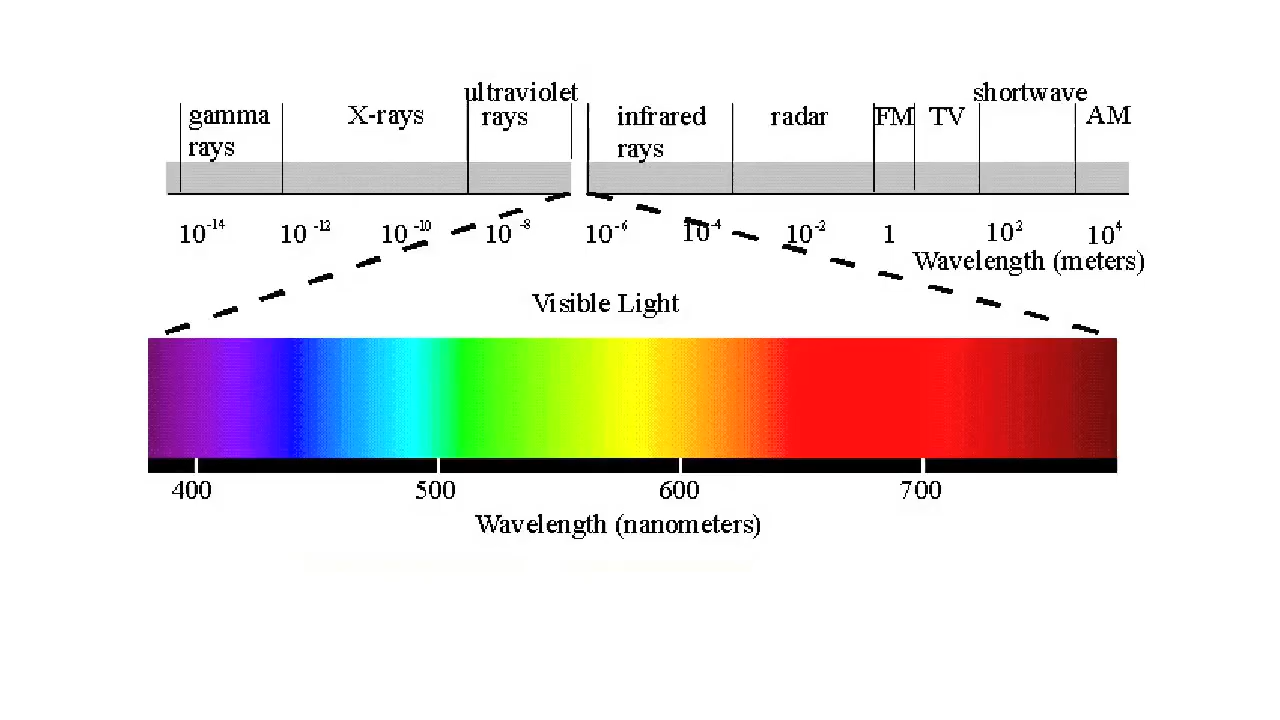 gamma rays X-rays ultraviolet rays infrared rays radar FM TV shortwave AM
10⁻¹⁴ 10⁻¹² 10⁻¹⁰ 10⁻⁸ 10⁻⁶ 10⁻⁴ 10⁻² 1 10² 10⁴
Wavelength (meters)
Visible Light
400 500 600 700
Wavelength (nanometers)